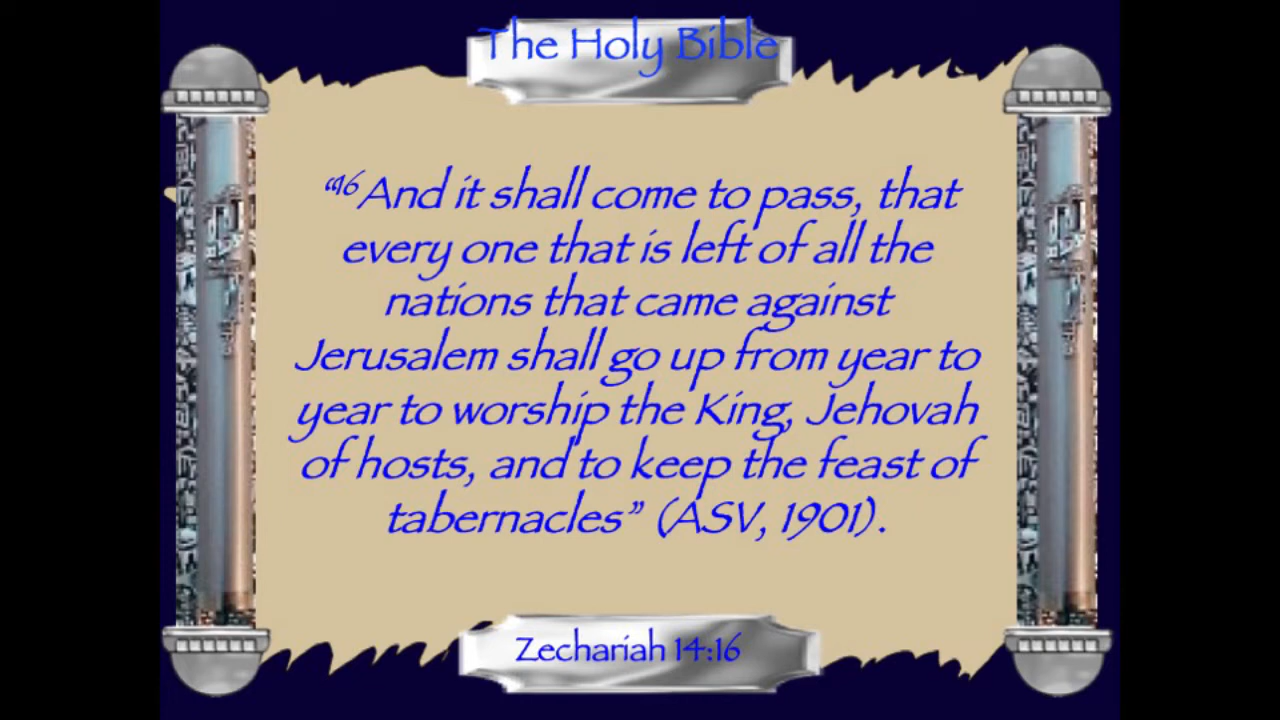 The Holy Bible
“16 And it shall come to pass, that
every one that is left of all the
nations that came against
Jerusalem shall go up from year to
year to worship the King, Jehovah
of hosts, and to keep the feast of
tabernacles” (ASV, 1901).
Zechariah 14:16